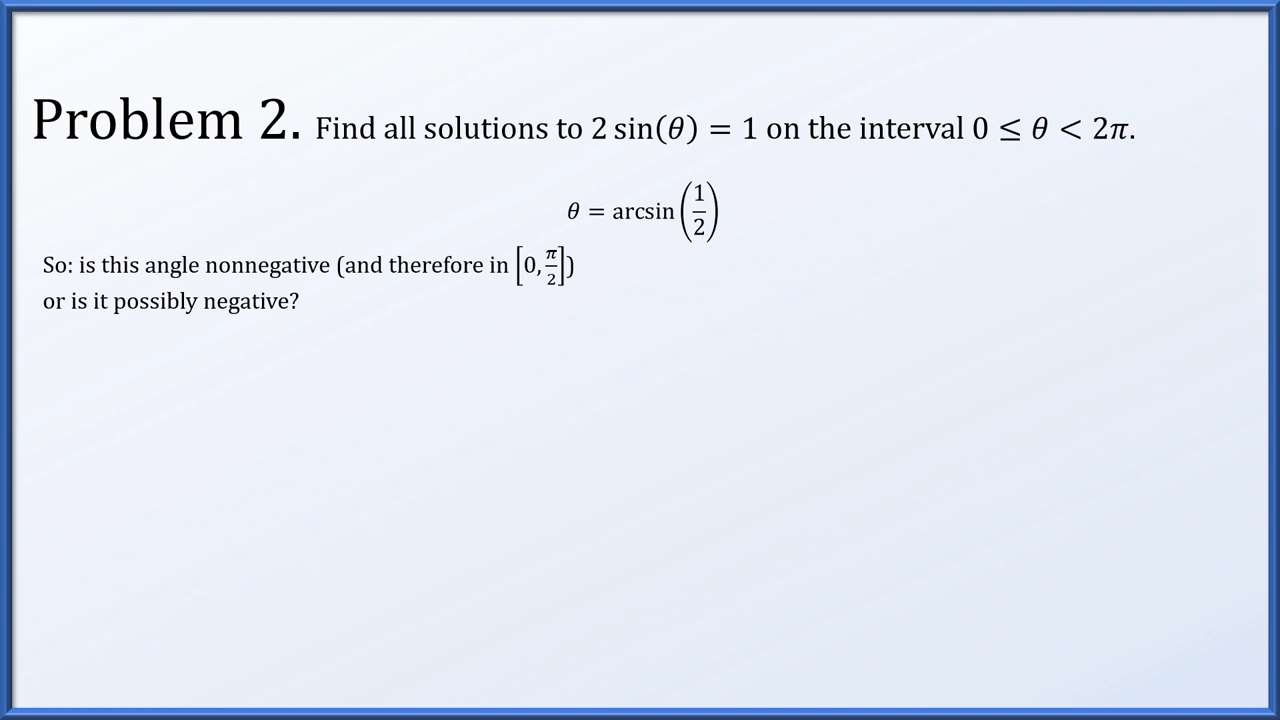 Problem 2. Find all solutions to 2 sin(θ) = 1 on the interval 0 ≤ θ < 2π.
θ = arcsin(1/2)
So: is this angle nonnegative (and therefore in [0, π/2])
or is it possibly negative?